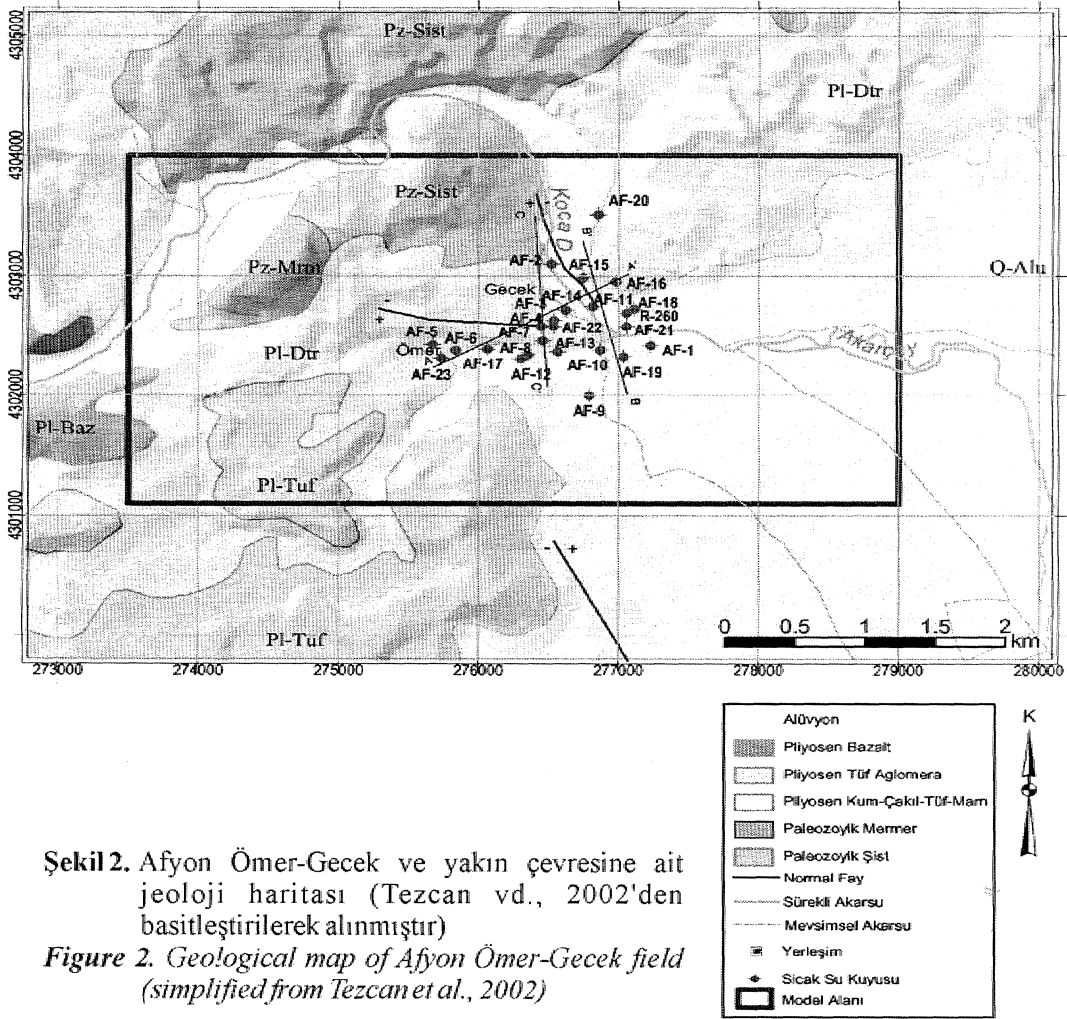 Pz-Sist
Pl-Dtr
Pz-Sist
Koca D
AF-20
C'
B'
AF-2
AF-15
A'
AF-16
Pz-Mrm
Q-Alu
Gecek
AF-14
AF-11
AF-18
AF-3
R-260
AF-4
AF-7
AF-22
AF-21
AF-5
AF-6
Akarçay
Pl-Dtr
Ömer
AF-8
AF-13
AF-1
A
AF-23
AF-17
AF-12
AF-10
AF-19
C
B
AF-9
Pl-Baz
Pl-Tuf
Pl-Tuf
4305000
4304000
4303000
4302000
4301000
0 0.5 1 1.5 2 km
273000 274000 275000 276000 277000 278000 279000 280000
Alüvyon
Pliyosen Bazalt
Pliyosen Tüf Aglomera
Pliyosen Kum-Çakıl-Tüf-Marn
Paleozoyik Mermer
Paleozoyik Şist
Normal Fay
Sürekli Akarsu
Mevsimsel Akarsu
Yerleşim
Sıcak Su Kuyusu
Model Alanı
K
Şekil 2. Afyon Ömer-Gecek ve yakın çevresine ait
jeoloji haritası (Tezcan vd., 2002'den
basitleştirilerek alınmıştır)
Figure 2. Geological map of Afyon Ömer-Gecek field
(simplified from Tezcan et al., 2002)